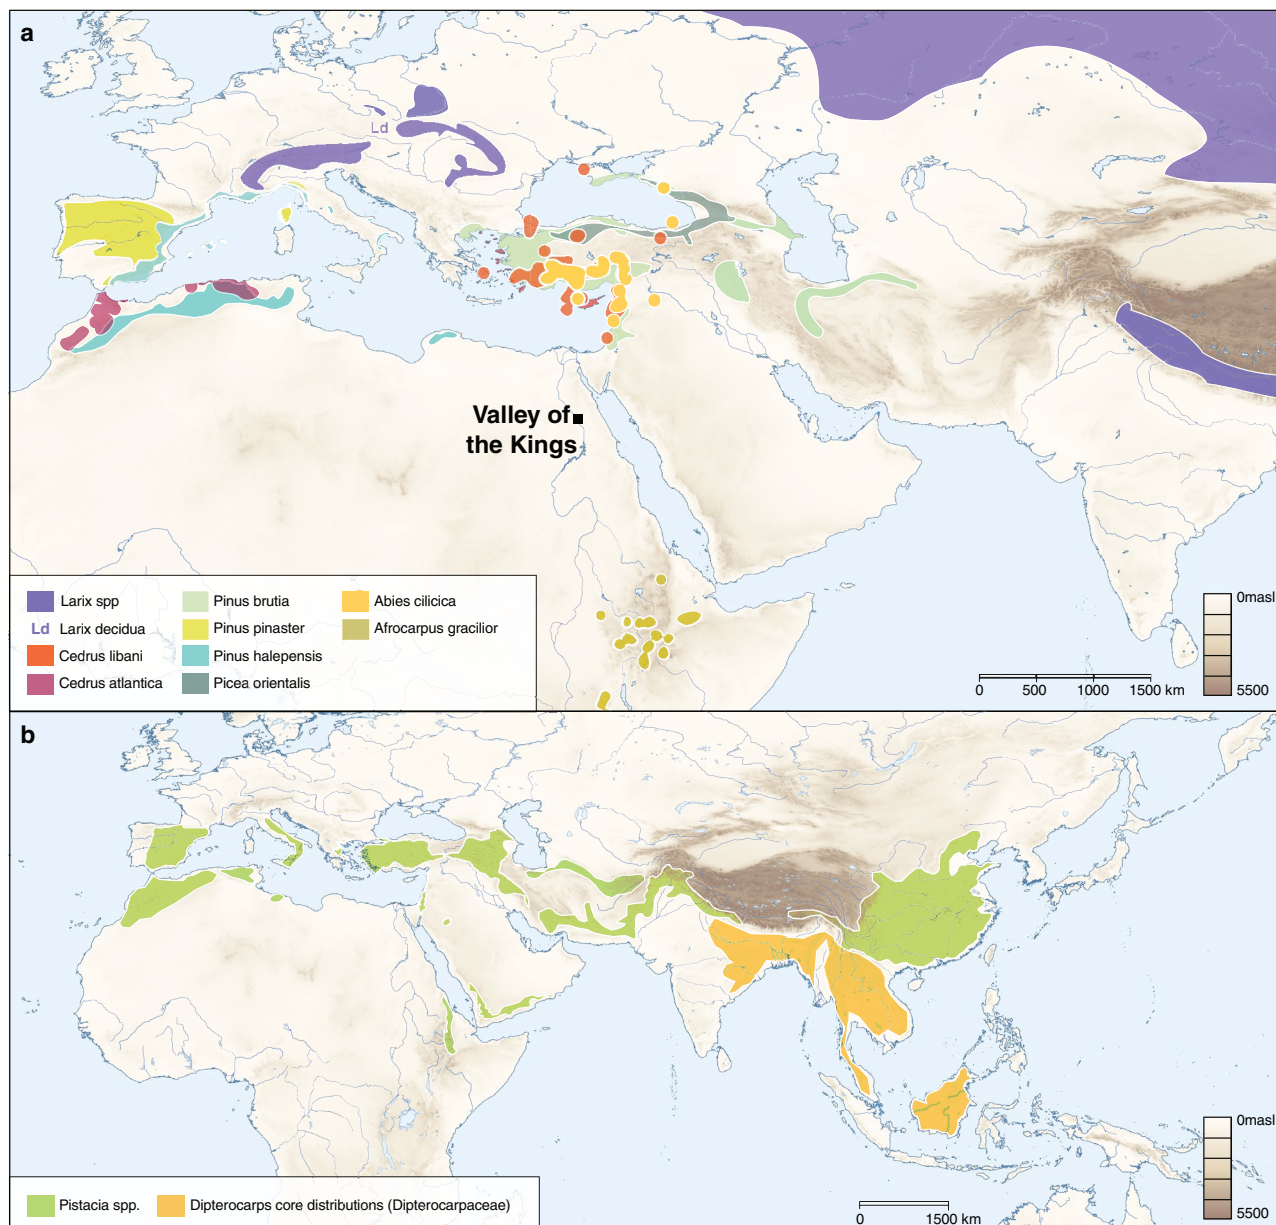 a
Ld
Valley of
the Kings
Larix spp
Ld Larix decidua
Cedrus libani
Cedrus atlantica
Pinus brutia
Pinus pinaster
Pinus halepensis
Picea orientalis
Abies cilicica
Afrocarpus gracilior
0 500 1000 1500 km
0masl
5500
b
Pistacia spp.
Dipterocarps core distributions (Dipterocarpaceae)
0 1500 km
0masl
5500